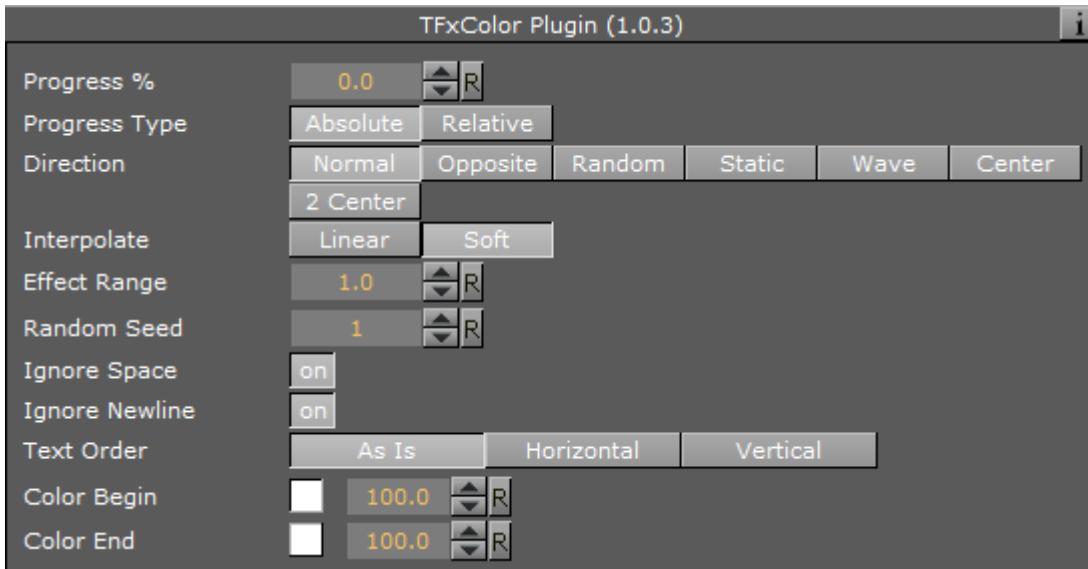 TFxColor Plugin (1.0.3) i
Progress % 0.0 R
Progress Type Absolute Relative
Direction Normal Opposite Random Static Wave Center
2 Center
Interpolate Linear Soft
Effect Range 1.0 R
Random Seed 1 R
Ignore Space on
Ignore Newline on
Text Order As Is Horizontal Vertical
Color Begin 100.0 R
Color End 100.0 R